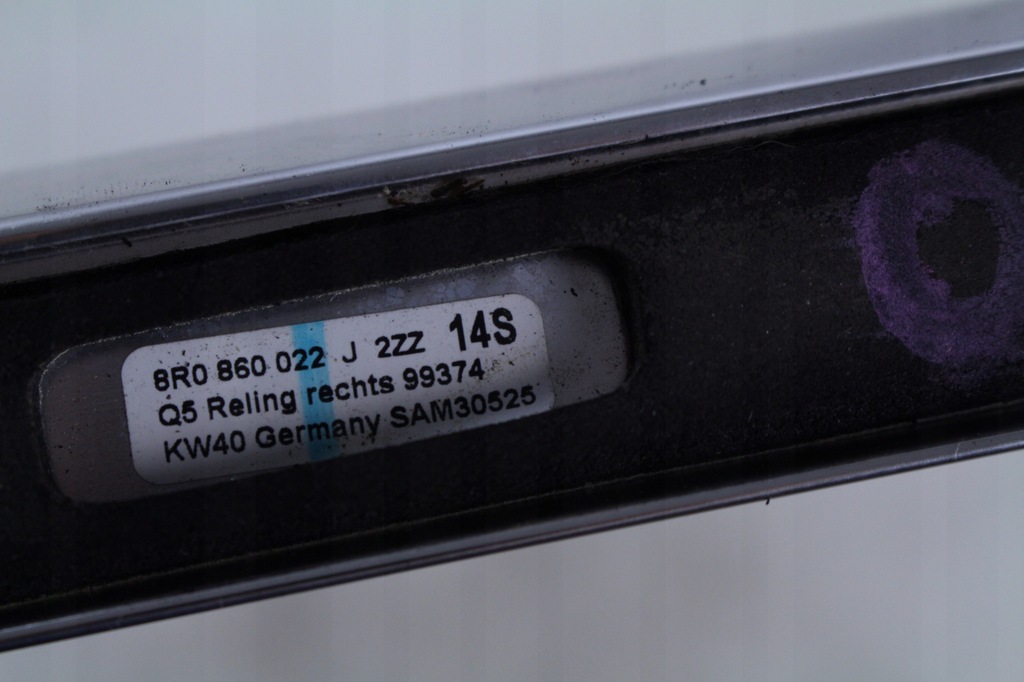 8R0 860 022 J 2ZZ 14S
Q5 Reling rechts 99374
KW40 Germany SAM30525